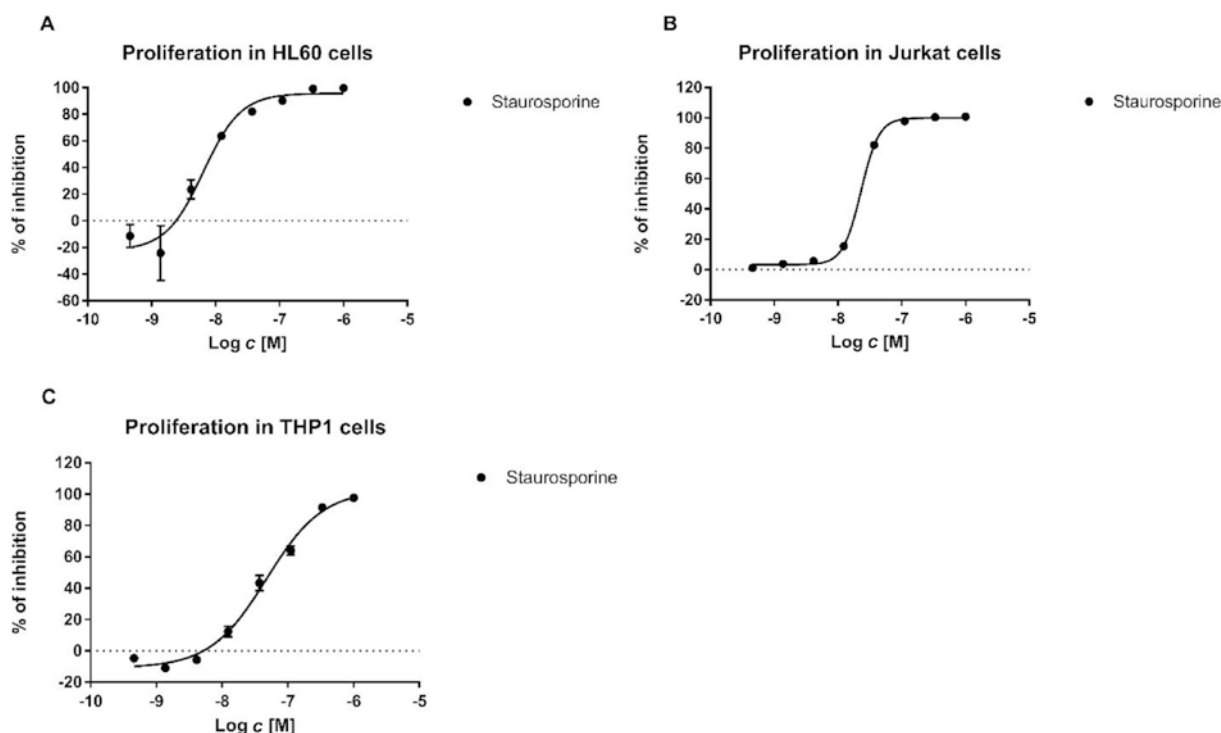 A
Proliferation in HL60 cells
Staurosporine
% of inhibition
100
80
60
40
20
0
-20
-40
-60
-10 -9 -8 -7 -6 -5
Log c [M]
B
Proliferation in Jurkat cells
Staurosporine
% of inhibition
120
100
80
60
40
20
0
-20
-10 -9 -8 -7 -6 -5
Log c [M]
C
Proliferation in THP1 cells
Staurosporine
% of inhibition
120
100
80
60
40
20
0
-20
-10 -9 -8 -7 -6 -5
Log c [M]